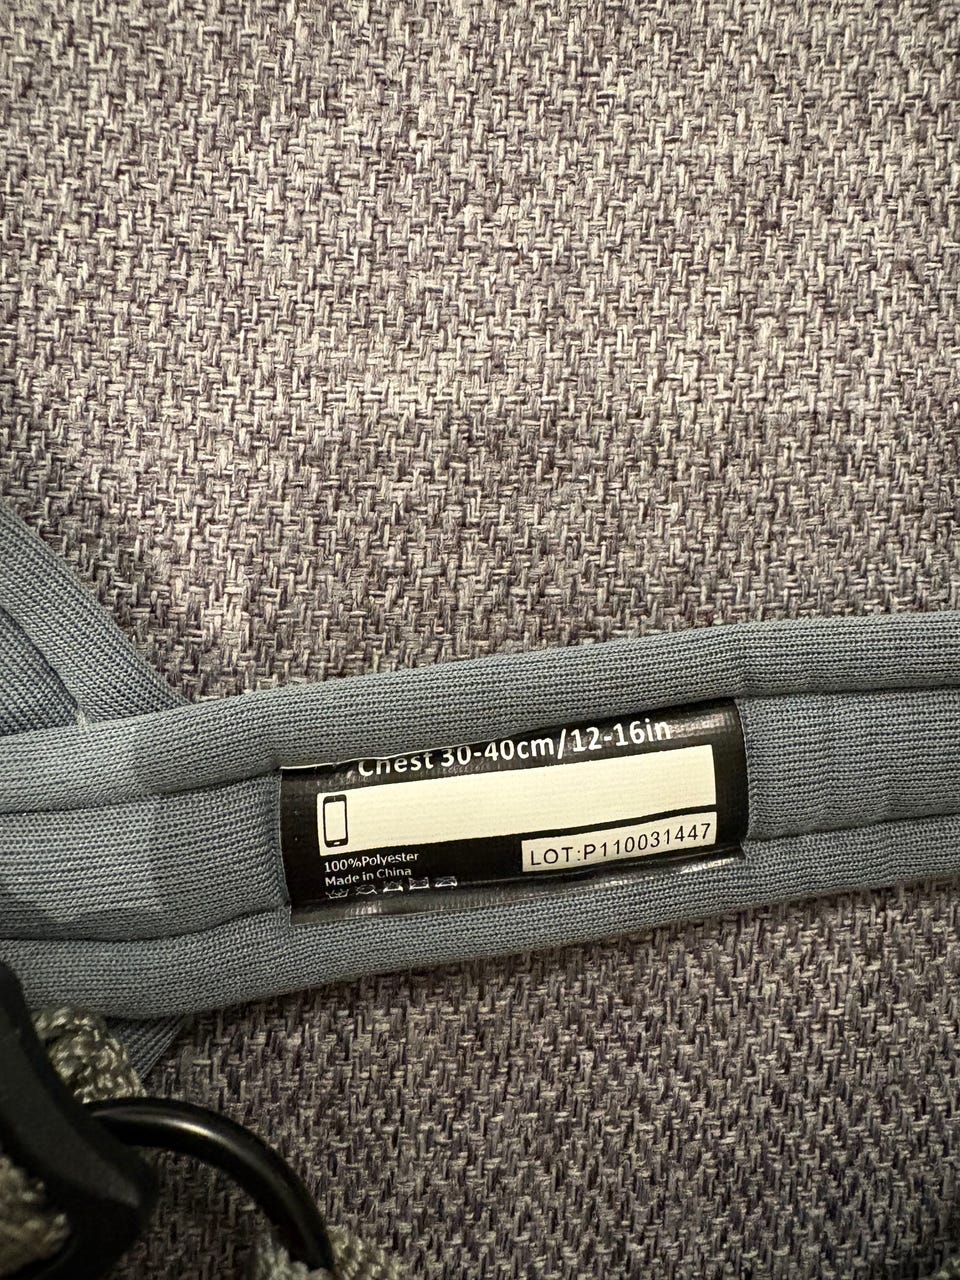 Chest 30-40cm/12-16in
LOT:P110031447
100%Polyester
Made in China